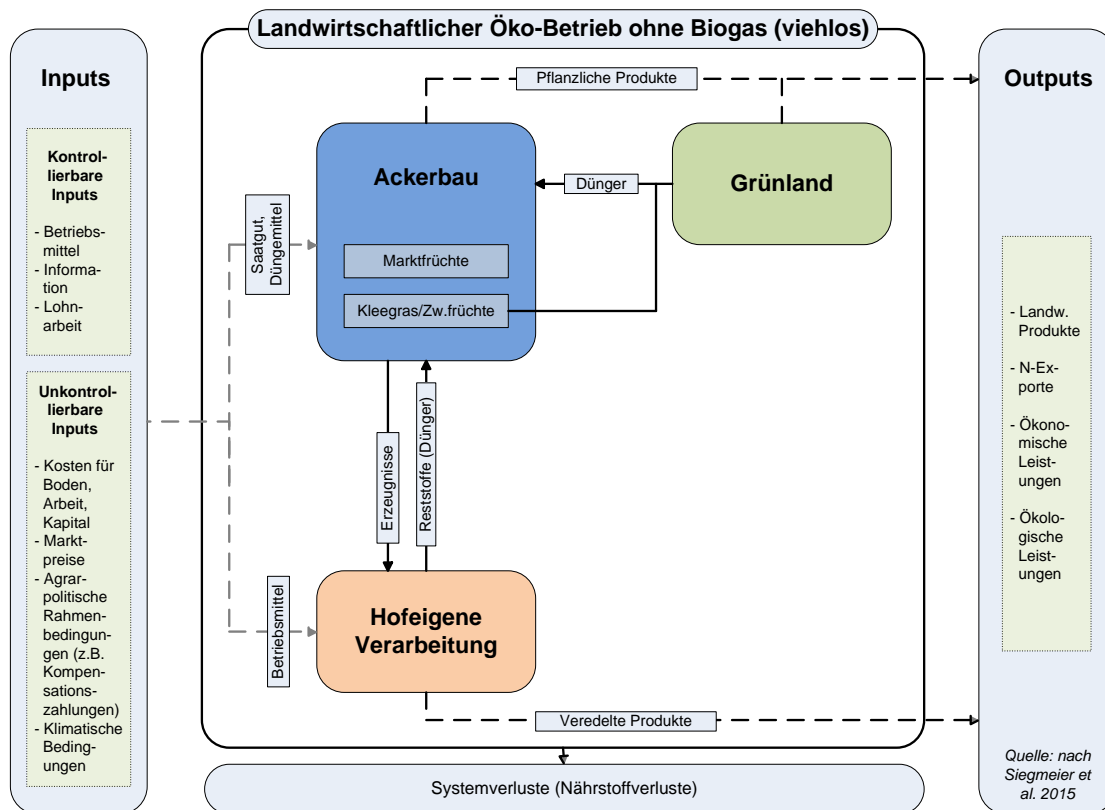 Landwirtschaftlicher Öko-Betrieb ohne Biogas (viehlos)
Inputs
Kontrol-
lierbare
Inputs
- Betriebs-
mittel
- Informa-
tion
- Lohn-
arbeit
Unkontrol-
lierbare
Inputs
- Kosten für
Boden,
Arbeit,
Kapital
- Markt-
preise
- Agrar-
politische
Rahmen-
bedingun-
gen (z.B.
Kompen-
sations-
zahlungen)
- Klimatische
Beding-
ungen
Saatgut,
Düngemittel
Betriebsmittel
Pflanzliche Produkte
Ackerbau
Marktfrüchte
Kleegras/Zw.früchte
Dünger
Grünland
Erzeugnisse
Reststoffe (Dünger)
Hofeigene
Verarbeitung
Veredelte Produkte
Systemverluste (Nährstoffverluste)
Outputs
- Landw.
Produkte
- N-Ex-
porte
- Ökono-
mische
Leist-
ungen
- Ökolo-
gische
Leist-
ungen
Quelle: nach
Siegmeier et
al. 2015